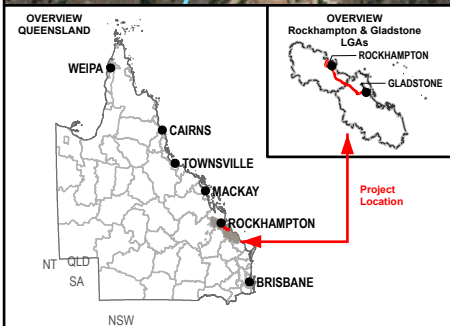 OVERVIEW
QUEENSLAND
WEIPA
CAIRNS
TOWNSVILLE
MACKAY
ROCKHAMPTON
BRISBANE
NT
QLD
SA
NSW
OVERVIEW
Rockhampton & Gladstone
LGAs
ROCKHAMPTON
GLADSTONE
Project
Location